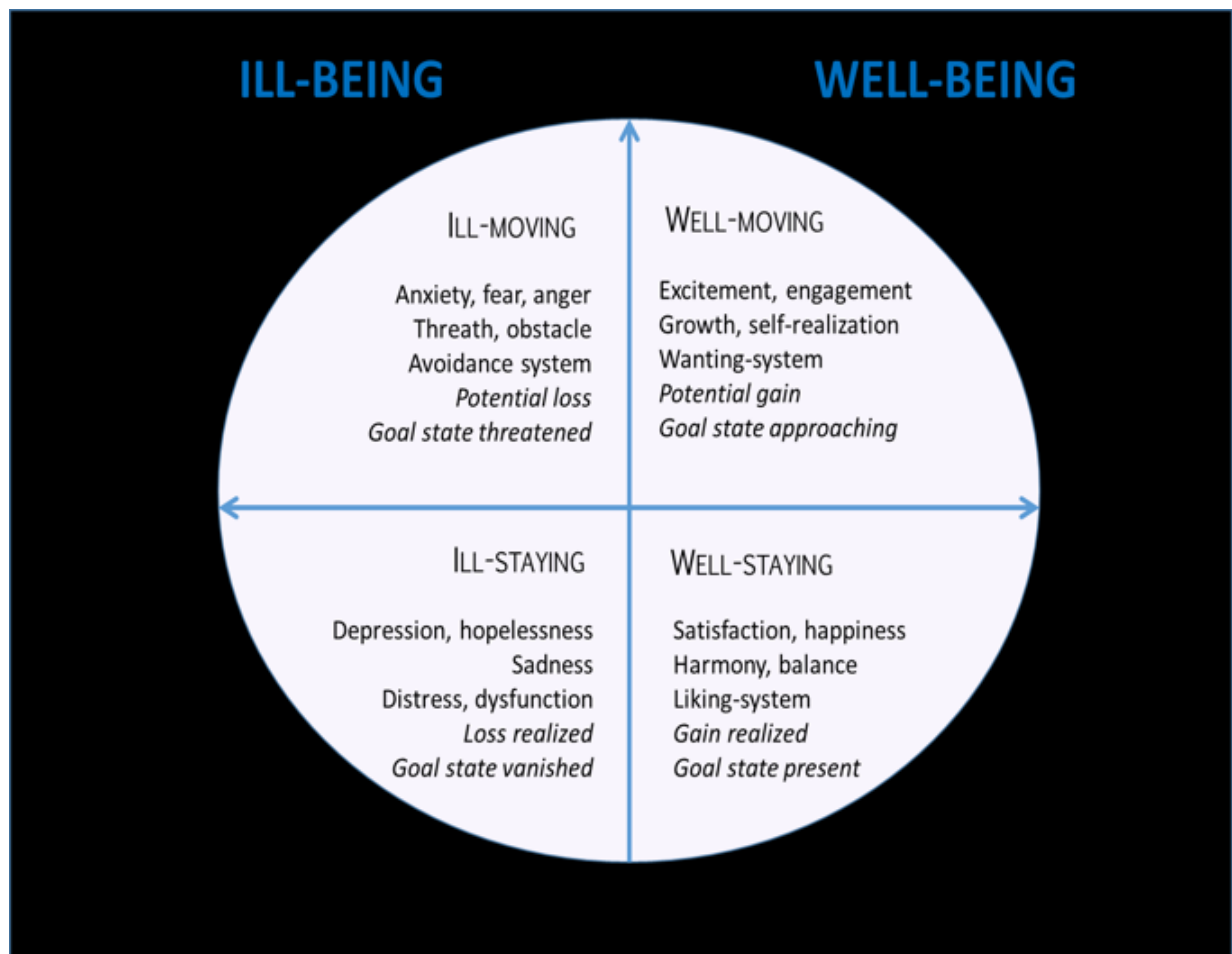 ILL-BEING
WELL-BEING
ILL-MOVING
Anxiety, fear, anger
Threath, obstacle
Avoidance system
Potential loss
Goal state threatened
WELL-MOVING
Excitement, engagement
Growth, self-realization
Wanting-system
Potential gain
Goal state approaching
ILL-STAYING
Depression, hopelessness
Sadness
Distress, dysfunction
Loss realized
Goal state vanished
WELL-STAYING
Satisfaction, happiness
Harmony, balance
Liking-system
Gain realized
Goal state present